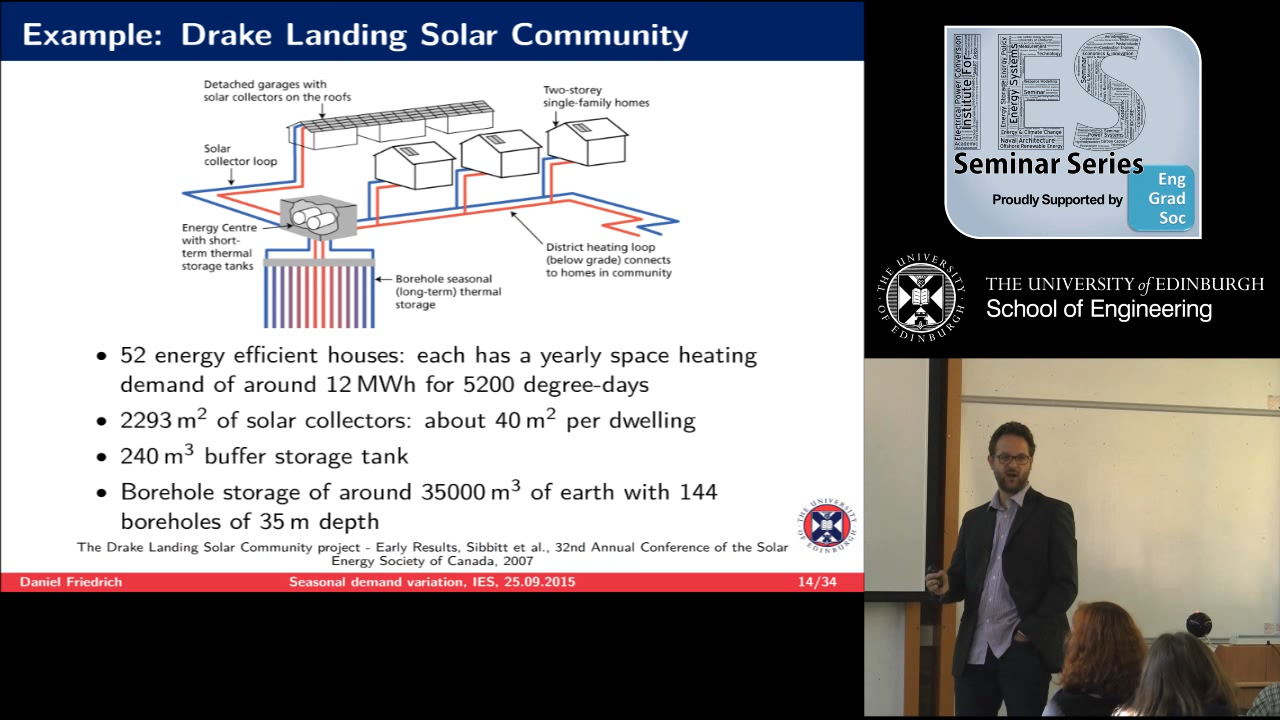 Example: Drake Landing Solar Community
Detached garages with
solar collectors on the roofs
Two-storey
single-family homes
Solar
collector loop
Energy Centre
with short-
term thermal
storage tanks
District heating loop
(below grade) connects
to homes in community
Borehole seasonal
(long-term) thermal
storage
• 52 energy efficient houses: each has a yearly space heating
demand of around 12 MWh for 5200 degree-days
• 2293 m² of solar collectors: about 40 m² per dwelling
• 240 m³ buffer storage tank
• Borehole storage of around 35000 m³ of earth with 144
boreholes of 35 m depth
The Drake Landing Solar Community project - Early Results, Sibbitt et al., 32nd Annual Conference of the Solar
Energy Society of Canada, 2007
Daniel Friedrich Seasonal demand variation, IES, 25.09.2015 14/34
IES
Institute For
Energy Systems
Seminar Series
Proudly Supported by
Eng
Grad
Soc
THE UNIVERSITY of EDINBURGH
School of Engineering